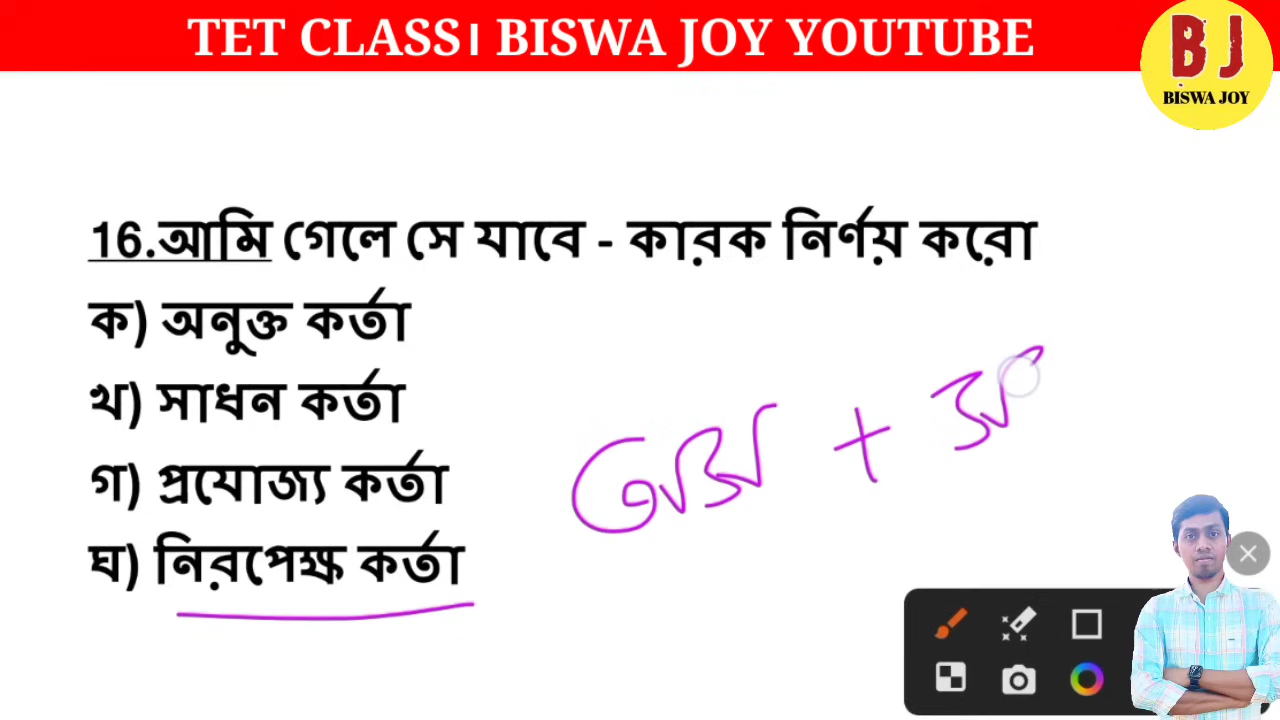 TET CLASS। BISWA JOY YOUTUBE
BJ
BISWA JOY
16.আমি গেলে সে যাবে - কারক নির্ণয় করো
ক) অনুক্ত কর্তা
খ) সাধন কর্তা
গ) প্রযোজ্য কর্তা
ঘ) নিরপেক্ষ কর্তা